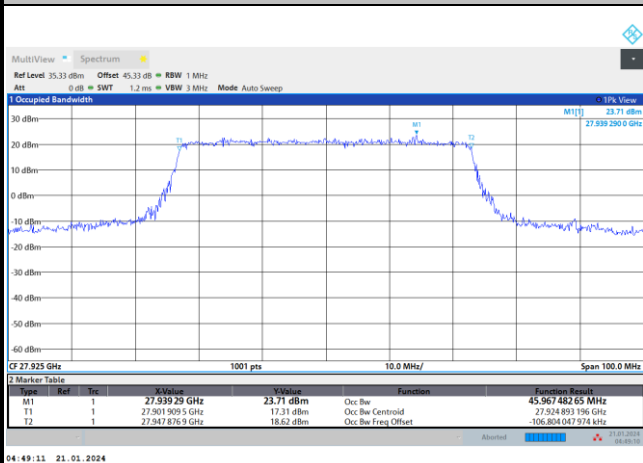 MultiView Spectrum
Ref Level 35.33 dBm Offset 45.33 dB RBW 1 MHz
Att 0 dB SWT 1.2 ms VBW 3 MHz Mode Auto Sweep
1 Occupied Bandwidth 1Pk View
M1[1] 23.71 dBm
27.939 290 0 GHz
30 dBm
M1
T1
T2
20 dBm
10 dBm
0 dBm
-10 dBm
-20 dBm
-30 dBm
-40 dBm
-50 dBm
-60 dBm
CF 27.925 GHz 1001 pts 10.0 MHz/ Span 100.0 MHz
2 Marker Table
Type Ref Trc X-Value Y-Value Function Function Result
M1 1 27.939 29 GHz 23.71 dBm Occ Bw 45.967 482 65 MHz
T1 1 27.901 909 5 GHz 17.31 dBm Occ Bw Centroid 27.924 893 196 GHz
T2 1 27.947 876 9 GHz 18.62 dBm Occ Bw Freq Offset -106.804 047 974 kHz
Aborted 21.01.2024
04:49:10
04:49:11 21.01.2024